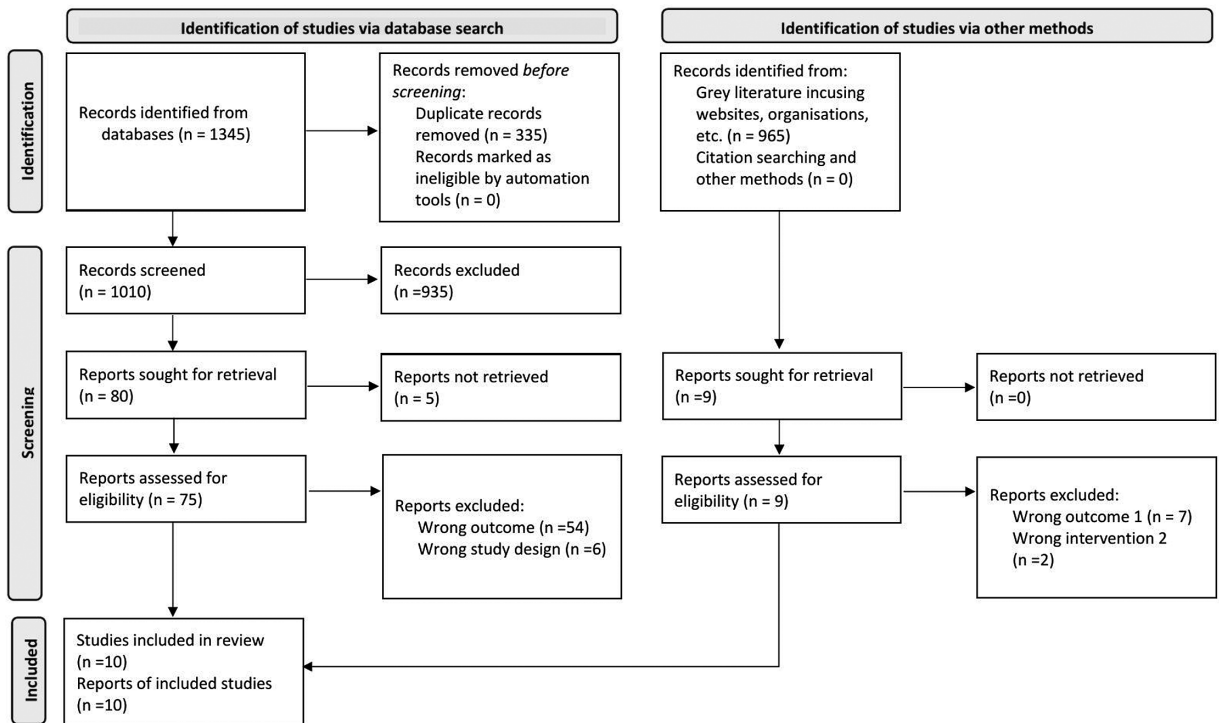 Identification of studies via database search
Identification of studies via other methods
Identification
Records identified from
databases (n = 1345)
Records removed before
screening:
Duplicate records
removed (n = 335)
Records marked as
ineligible by automation
tools (n = 0)
Records identified from:
Grey literature incusing
websites, organisations,
etc. (n = 965)
Citation searching and
other methods (n = 0)
Screening
Records screened
(n = 1010)
Records excluded
(n =935)
Reports sought for retrieval
(n = 80)
Reports not retrieved
(n = 5)
Reports sought for retrieval
(n =9)
Reports not retrieved
(n =0)
Reports assessed for
eligibility (n = 75)
Reports excluded:
Wrong outcome (n =54)
Wrong study design (n =6)
Reports assessed for
eligibility (n = 9)
Reports excluded:
Wrong outcome 1 (n = 7)
Wrong intervention 2
(n =2)
Included
Studies included in review
(n =10)
Reports of included studies
(n =10)